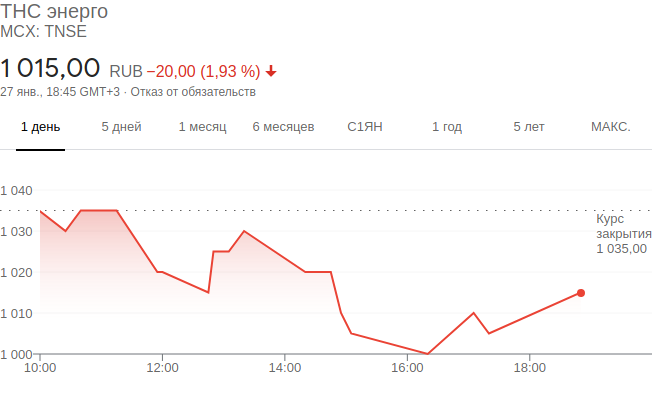 ТНС энерго
MCX: TNSE
1 015,00 RUB −20,00 (1,93 %)
27 янв., 18:45 GMT+3 · Отказ от обязательств
1 день 5 дней 1 месяц 6 месяцев С1ЯН 1 год 5 лет МАКС.
1 040
Курс
закрытия
1 035,00
1 030
1 020
1 010
1 000
10:00 12:00 14:00 16:00 18:00